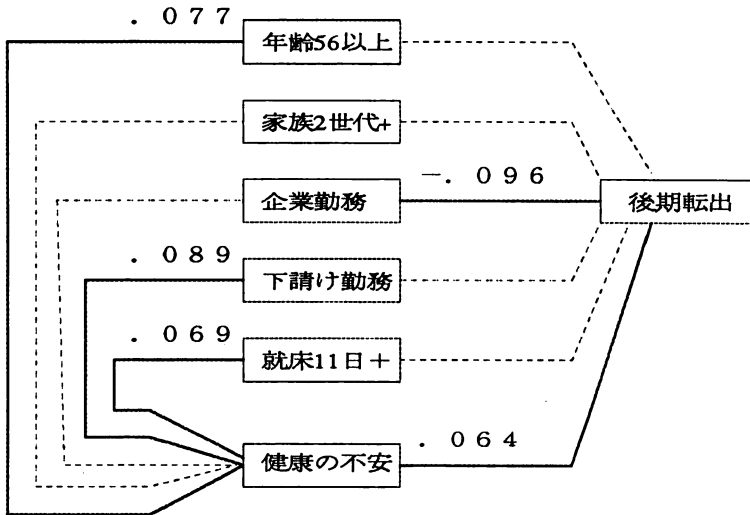 ．０７７
年齢56以上
家族2世代+
企業勤務
－．０９６
後期転出
．０８９
下請け勤務
．０６９
就床11日＋
健康の不安
．０６４